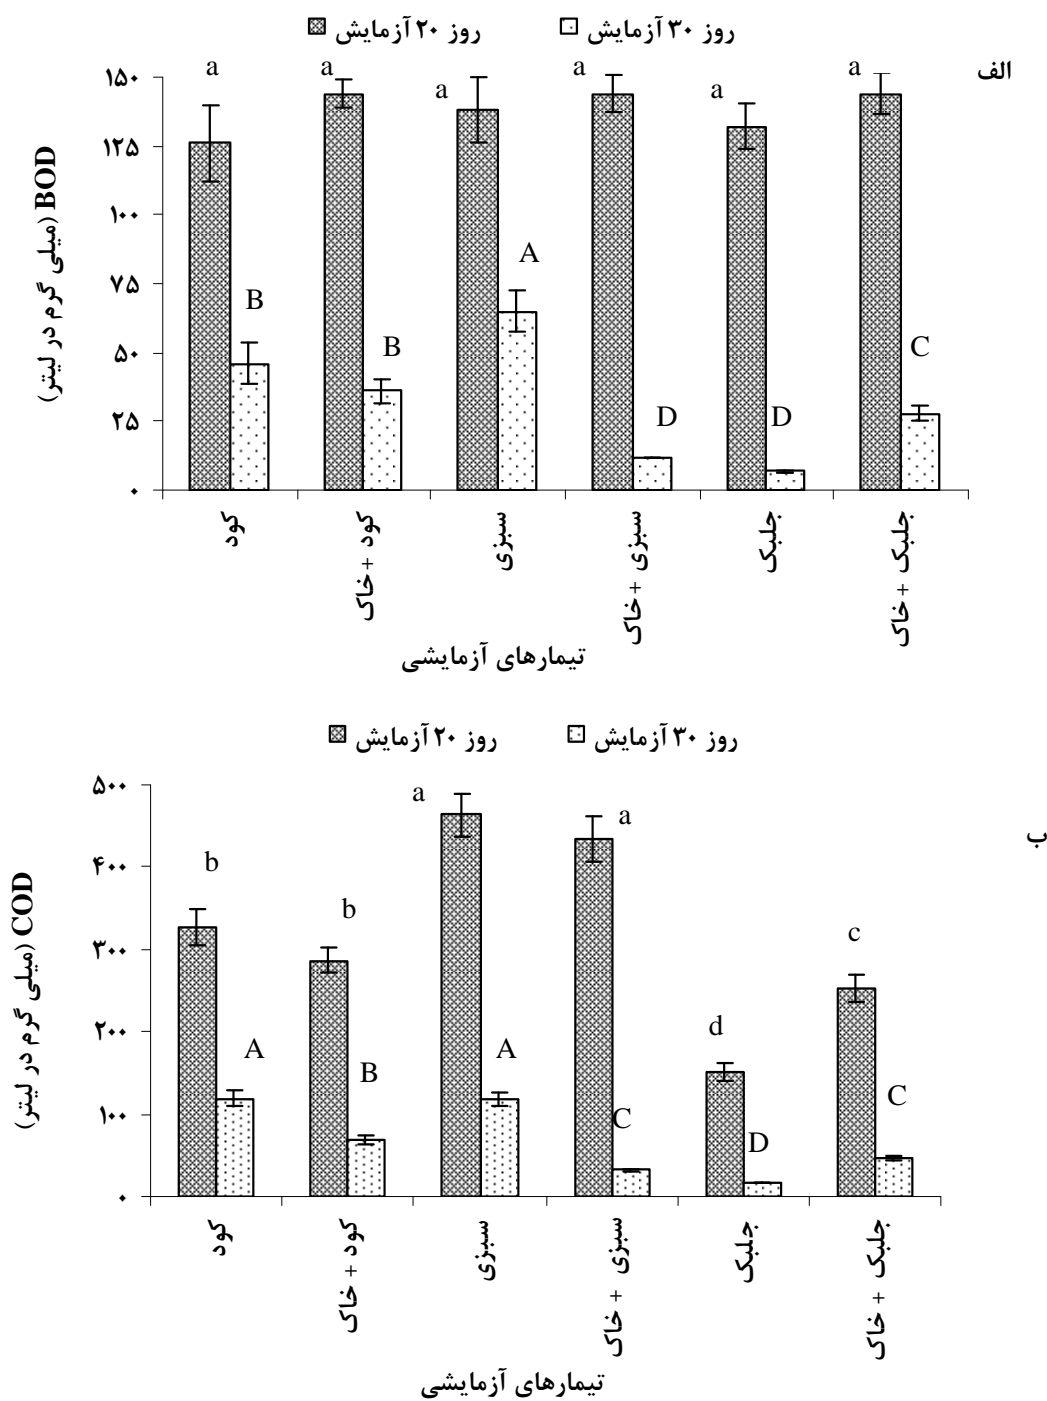 روز ۲۰ آزمایش روز ۳۰ آزمایش
الف
a a a a a a
BOD (میلی گرم در لیتر)
۱۵۰
۱۲۵
۱۰۰
۷۵
۵۰
۲۵
۰
B B A D D C
کود
کود + خاک
سبزی
سبزی + خاک
جلبک
جلبک + خاک
تیمارهای آزمایشی
روز ۲۰ آزمایش روز ۳۰ آزمایش
ب
COD (میلی گرم در لیتر)
۵۰۰
۴۰۰
۳۰۰
۲۰۰
۱۰۰
۰
b b a a d c
A B A C D C
کود
کود + خاک
سبزی
سبزی + خاک
جلبک
جلبک + خاک
تیمارهای آزمایشی